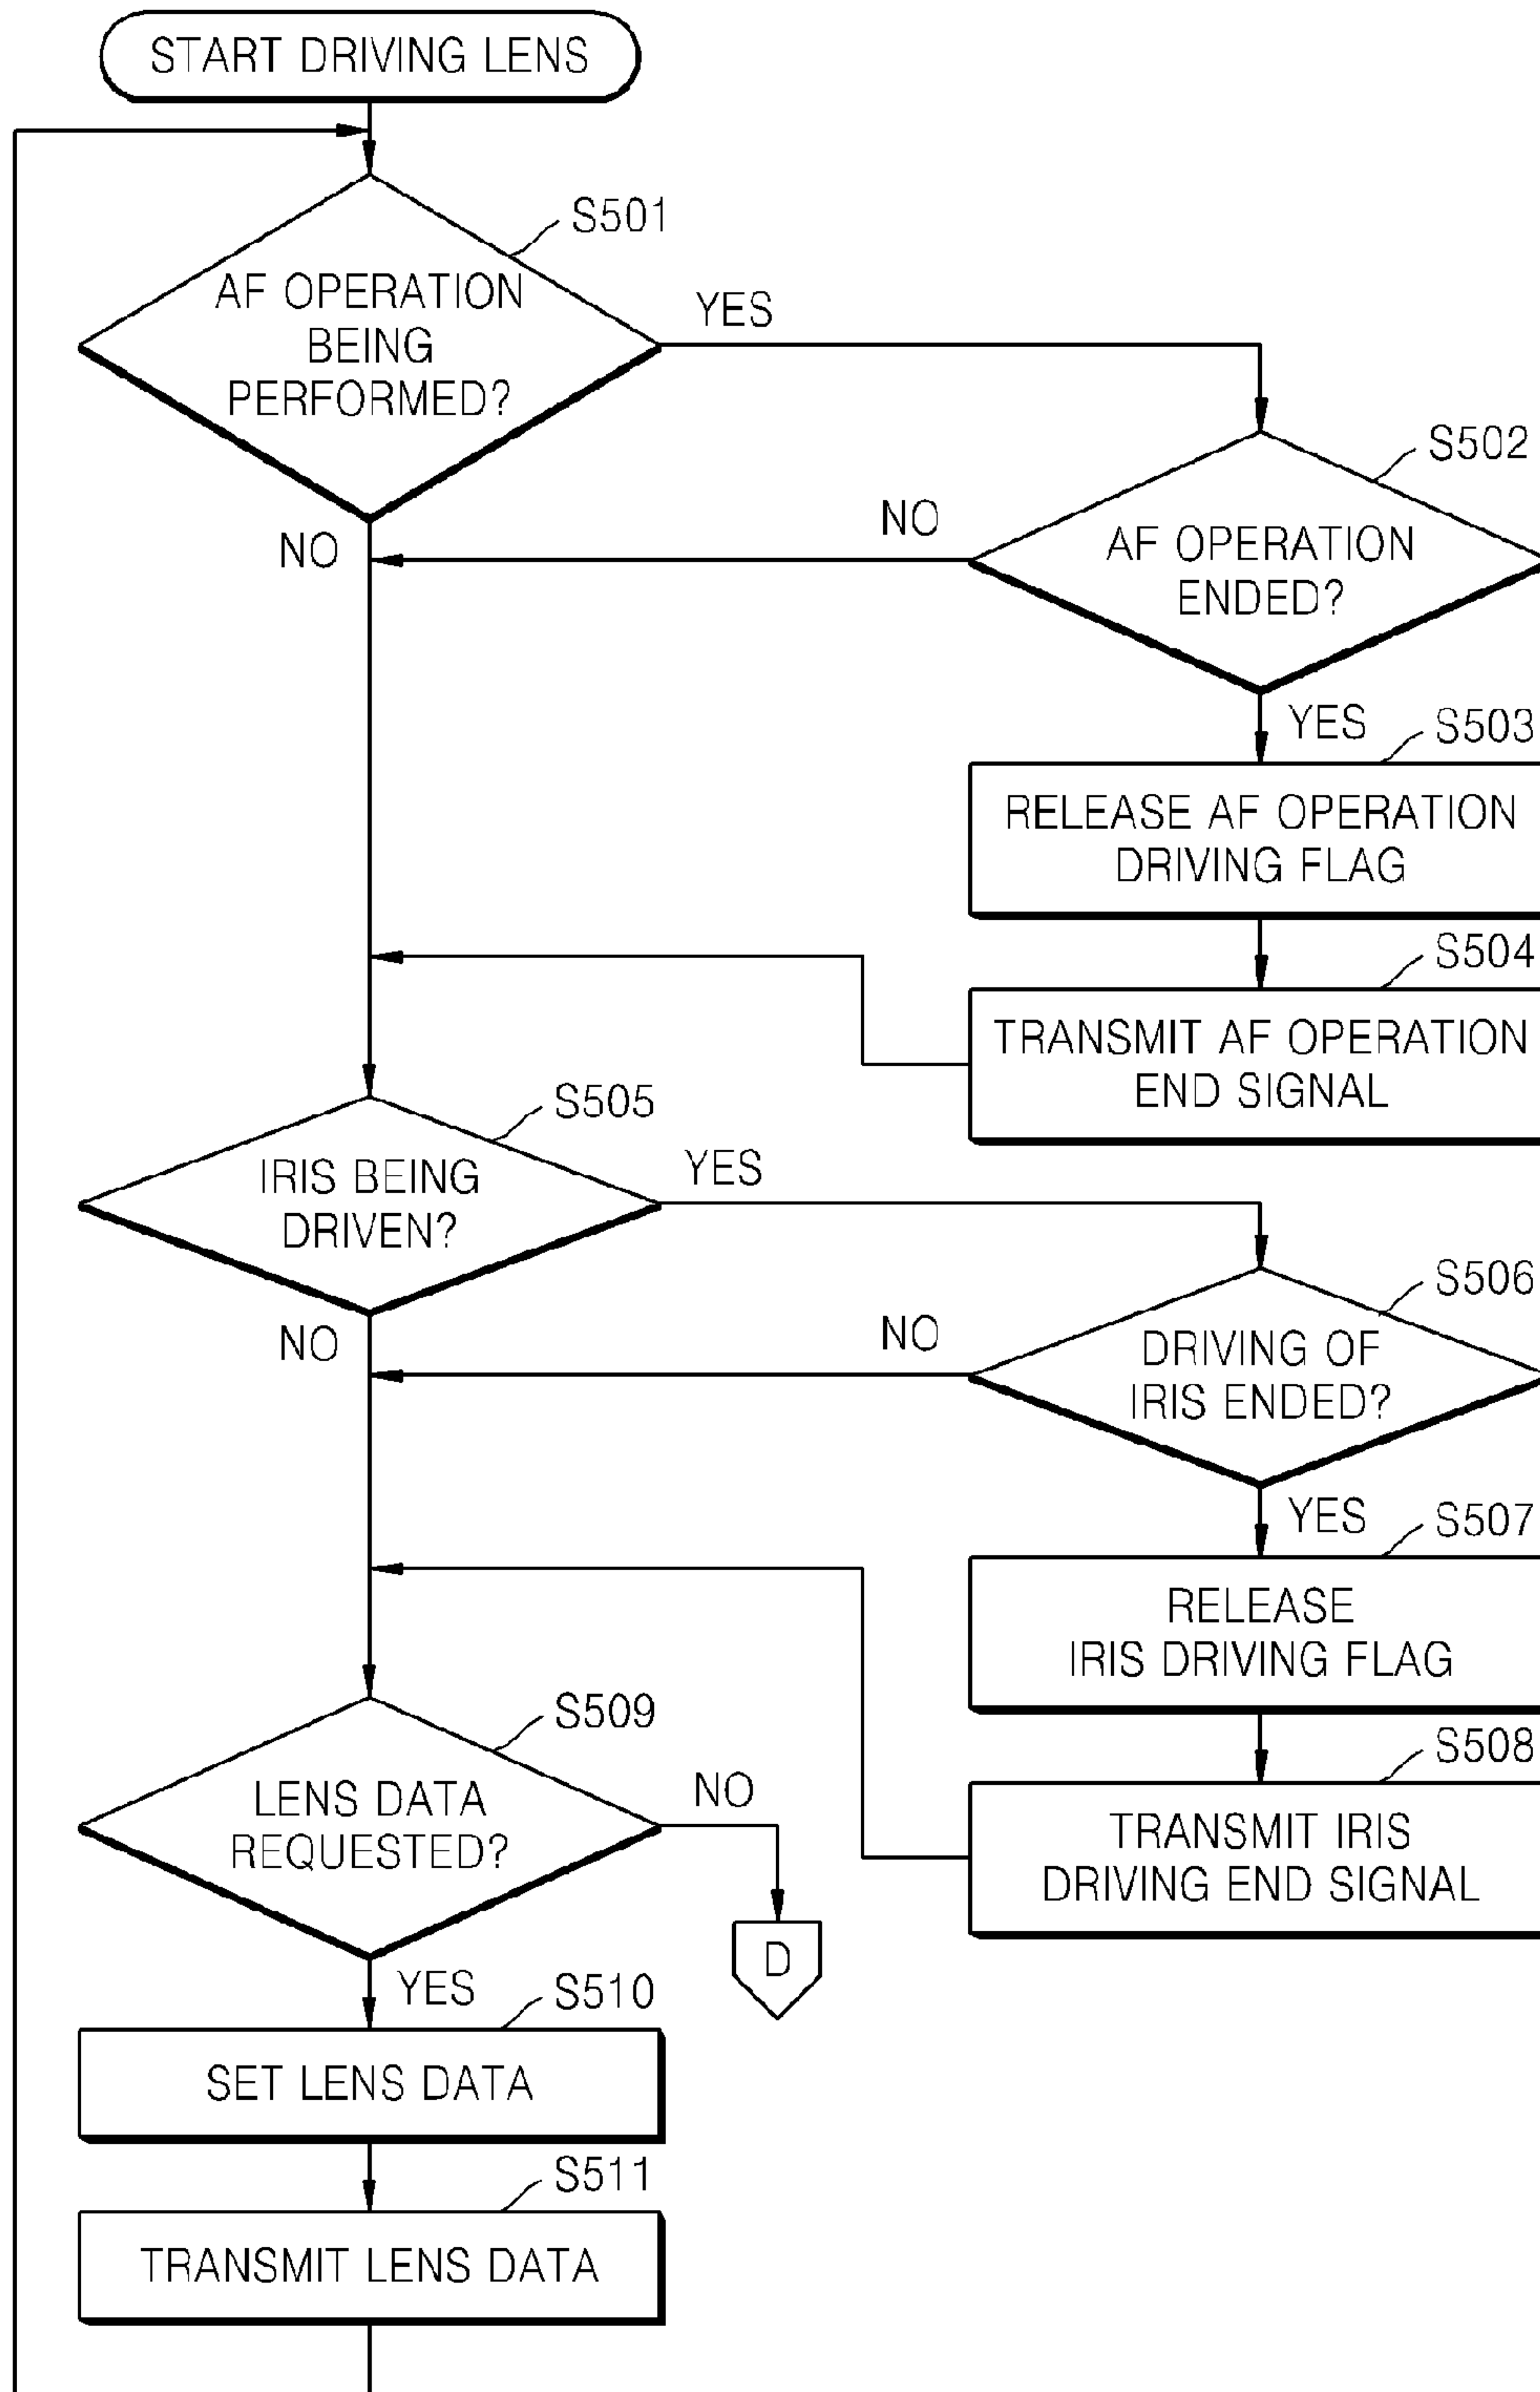 START DRIVING LENS
S501
AF OPERATION
BEING
PERFORMED?
YES
NO
S502
AF OPERATION
ENDED?
NO
YES
S503
RELEASE AF OPERATION
DRIVING FLAG
S504
TRANSMIT AF OPERATION
END SIGNAL
S505
IRIS BEING
DRIVEN?
YES
NO
S506
DRIVING OF
IRIS ENDED?
NO
YES
S507
RELEASE
IRIS DRIVING FLAG
S508
TRANSMIT IRIS
DRIVING END SIGNAL
S509
LENS DATA
REQUESTED?
NO
D
YES
S510
SET LENS DATA
S511
TRANSMIT LENS DATA